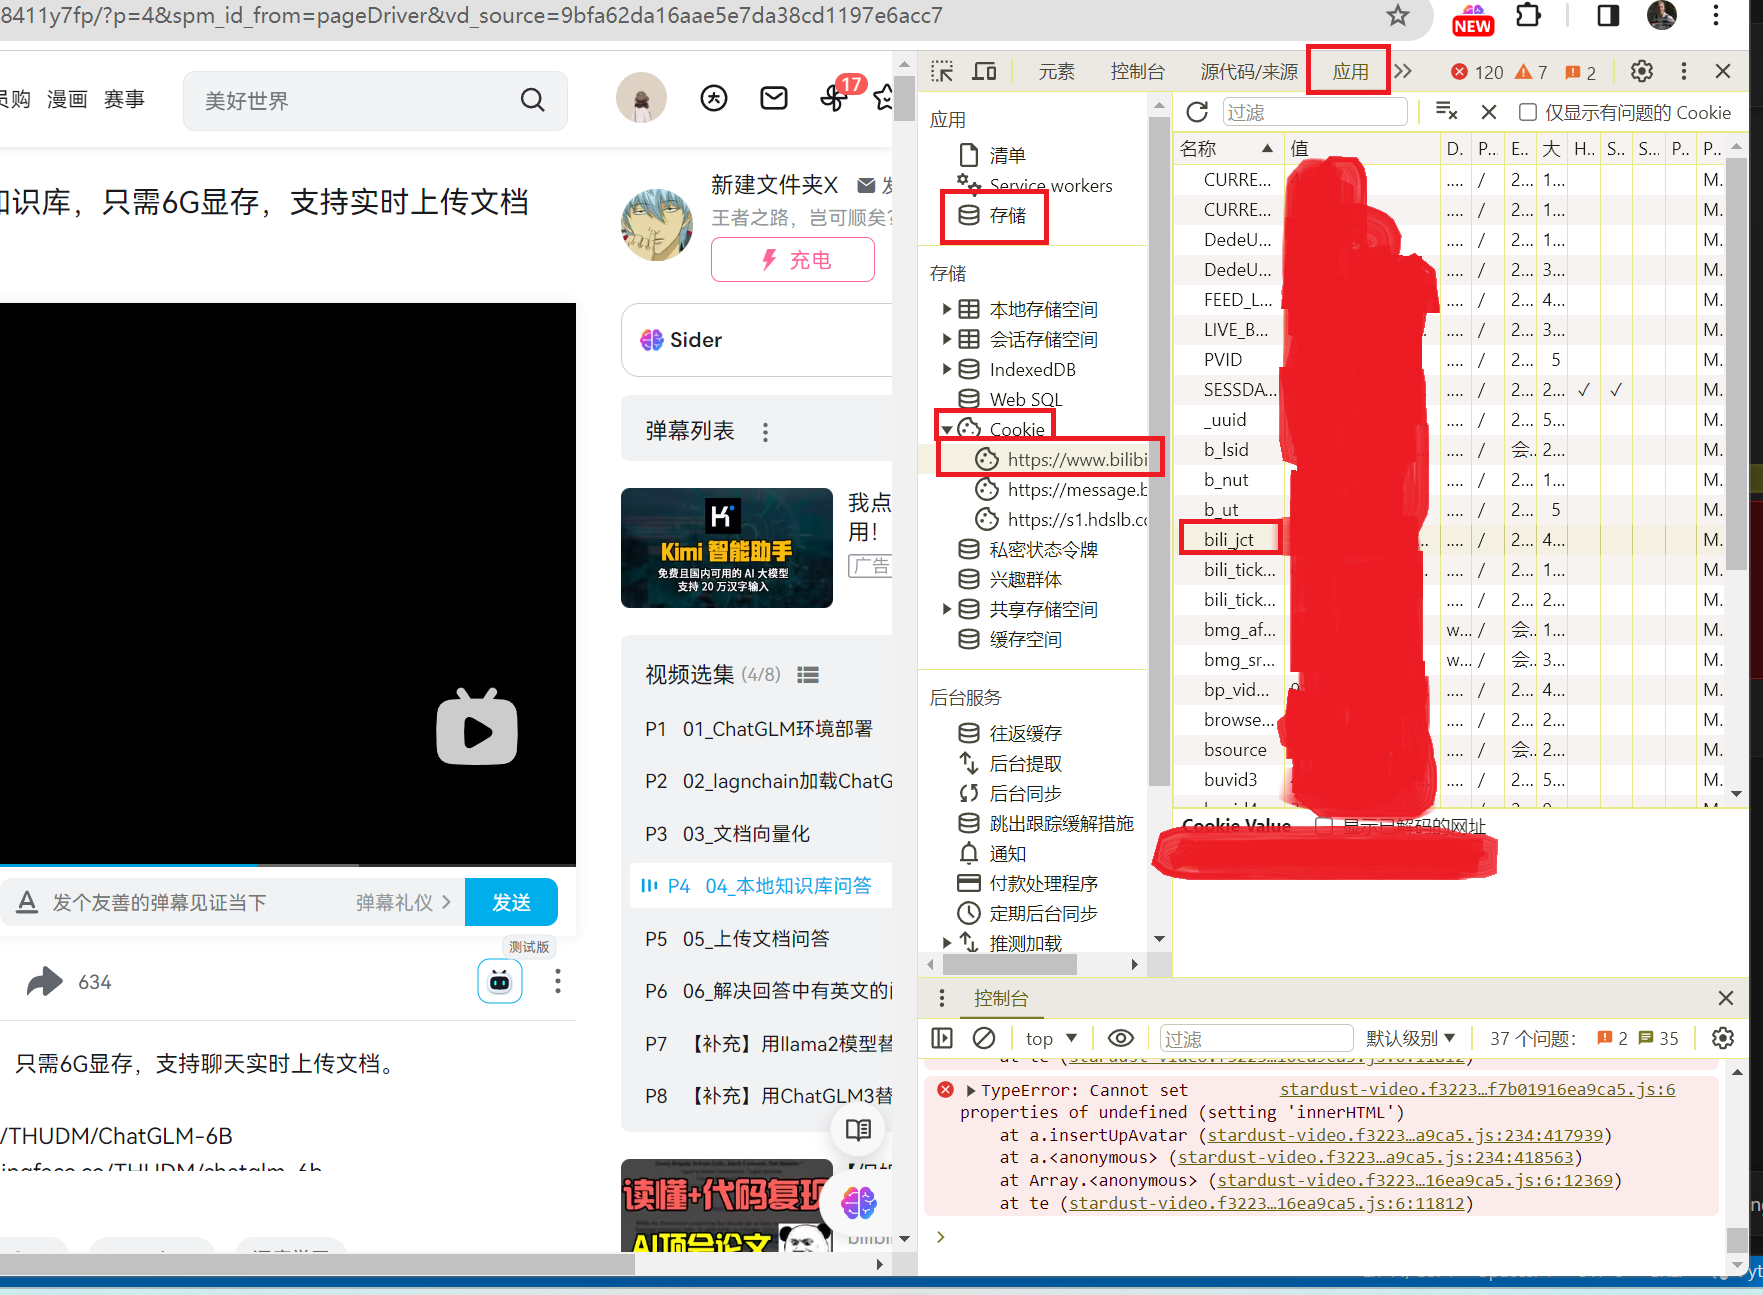 8411y7fp/?p=4&spm_id_from=pageDriver&vd_source=9bfa62da16aae5e7da38cd1197e6acc7
NEW
员购 漫画 赛事
美好世界
17
知识库，只需6G显存，支持实时上传文档
新建文件夹X 发
王者之路，岂可顺矣?
充电
Sider
弹幕列表
Kimi 智能助手
免费且国内可用的 AI 大模型
支持 20 万汉字输入
我点
用！
广告
视频选集 (4/8)
P1 01_ChatGLM环境部署
P2 02_lagnchain加载ChatG
P3 03_文档向量化
P4 04_本地知识库问答
P5 05_上传文档问答
P6 06_解决回答中有英文的问
P7 【补充】用llama2模型替
P8 【补充】用ChatGLM3替
读懂+代码复现
AI顶会论文
发个友善的弹幕见证当下 弹幕礼仪 发送
测试版
634
只需6G显存，支持聊天实时上传文档。
/THUDM/ChatGLM-6B
元素 控制台 源代码/来源 应用 120 7 2
应用
清单
Service workers
存储
存储
本地存储空间
会话存储空间
IndexedDB
Web SQL
Cookie
https://www.bilibi
https://message.b
https://s1.hdslb.co
私密状态令牌
兴趣群体
共享存储空间
缓存空间
后台服务
往返缓存
后台提取
后台同步
跳出跟踪缓解措施
通知
付款处理程序
定期后台同步
推测加载
过滤 仅显示有问题的 Cookie
名称 值 D. P... E.. 大 H.. S.. S... P.. P..
CURRE... .... / 2... 1... M.
CURRE... .... / 2... 1... M.
DedeU... .... / 2... 1... M.
DedeU... .... / 2... 3... M.
FEED_L... .... / 2... 4... M.
LIVE_B... .... / 2... 3... M.
PVID .... / 2... 5 M.
SESSDA... .... / 2... 2... ✓ ✓ M.
_uuid .... / 2... 5... M.
b_lsid .... / 会.. 2... M.
b_nut .... / 2... 1... M.
b_ut .... / 2... 5 M.
bili_jct .... / 2... 4... M.
bili_tick... .... / 2... 1... M.
bili_tick... .... / 2... 2... M.
bmg_af... w... / 会.. 1... M.
bmg_sr... w... / 会.. 3... M.
bp_vid... .... / 2... 4... M.
browse... .... / 2... 2... M.
bsource .... / 会.. 2... M.
buvid3 .... / 2... 5... M.
Cookie Value 显示已解码的网址
控制台
top 过滤 默认级别 37 个问题： 2 35
at te (stardust-video.f3223…16ea9ca5.js:6:11812)
TypeError: Cannot set stardust-video.f3223…f7b01916ea9ca5.js:6
properties of undefined (setting 'innerHTML')
at a.insertUpAvatar (stardust-video.f3223…a9ca5.js:234:417939)
at a.<anonymous> (stardust-video.f3223…a9ca5.js:234:418563)
at Array.<anonymous> (stardust-video.f3223…16ea9ca5.js:6:12369)
at te (stardust-video.f3223…16ea9ca5.js:6:11812)